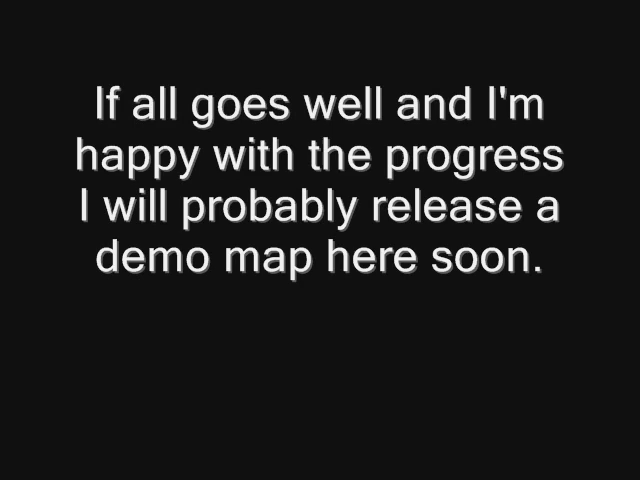 If all goes well and I'm
happy with the progress
I will probably release a
demo map here soon.